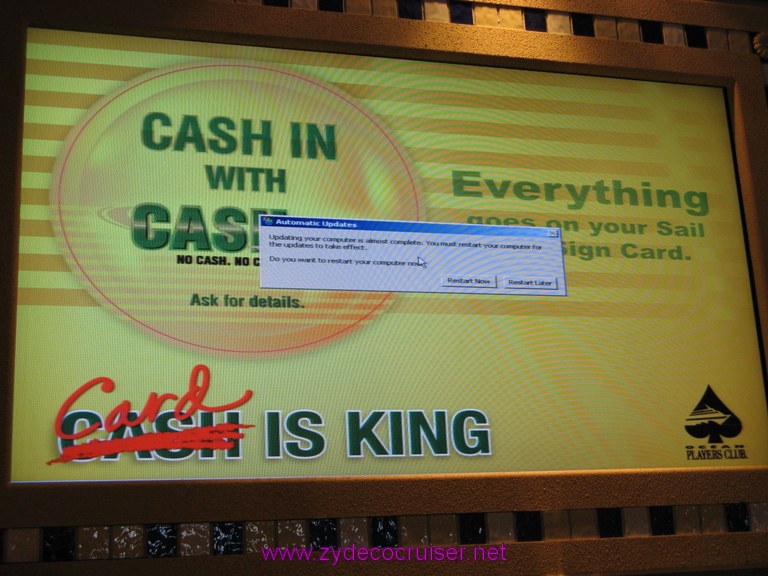 CASH IN
WITH
CAS
NO CASH. NO C
Ask for details.
Everything
goes on your Sail
Sign Card.
Automatic Updates
Updating your computer is almost complete. You must restart your computer for
the updates to take effect.
Do you want to restart your computer now?
Restart Now
Restart Later
Card
CASH IS KING
OCEAN
PLAYERS CLUB
www.zydecocruiser.net